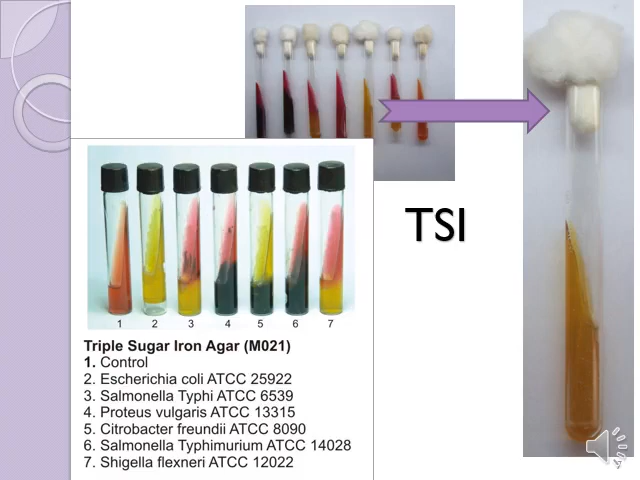 TSI
1 2 3 4 5 6 7
Triple Sugar Iron Agar (M021)
1. Control
2. Escherichia coli ATCC 25922
3. Salmonella Typhi ATCC 6539
4. Proteus vulgaris ATCC 13315
5. Citrobacter freundii ATCC 8090
6. Salmonella Typhimurium ATCC 14028
7. Shigella flexneri ATCC 12022
7